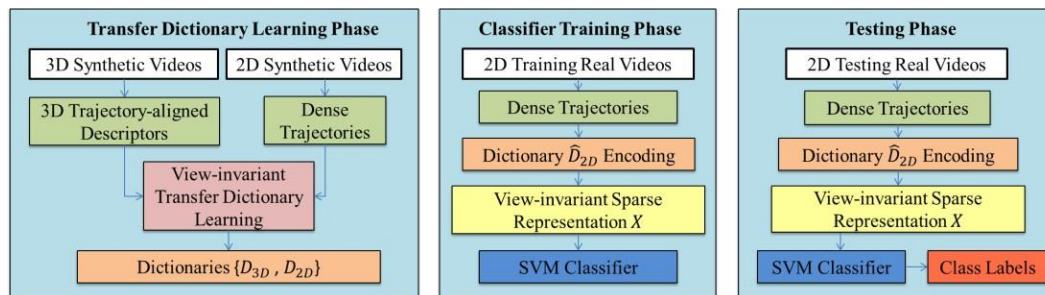 Transfer Dictionary Learning Phase
3D Synthetic Videos
2D Synthetic Videos
3D Trajectory-aligned
Descriptors
Dense
Trajectories
View-invariant
Transfer Dictionary
Learning
Dictionaries {D₃D , D₂D}
Classifier Training Phase
2D Training Real Videos
Dense Trajectories
Dictionary D̂₂D Encoding
View-invariant Sparse
Representation X
SVM Classifier
Testing Phase
2D Testing Real Videos
Dense Trajectories
Dictionary D̂₂D Encoding
View-invariant Sparse
Representation X
SVM Classifier
Class Labels